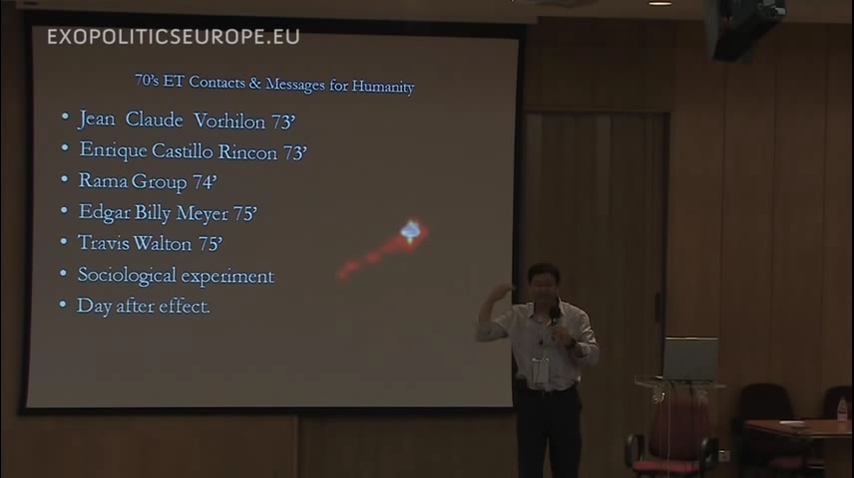 EXOPOLITICSEUROPE.EU
70's ET Contacts & Messages for Humanity
• Jean Claude Vorhilon 73'
• Enrique Castillo Rincon 73'
• Rama Group 74'
• Edgar Billy Meyer 75'
• Travis Walton 75'
• Sociological experiment
• Day after effect.